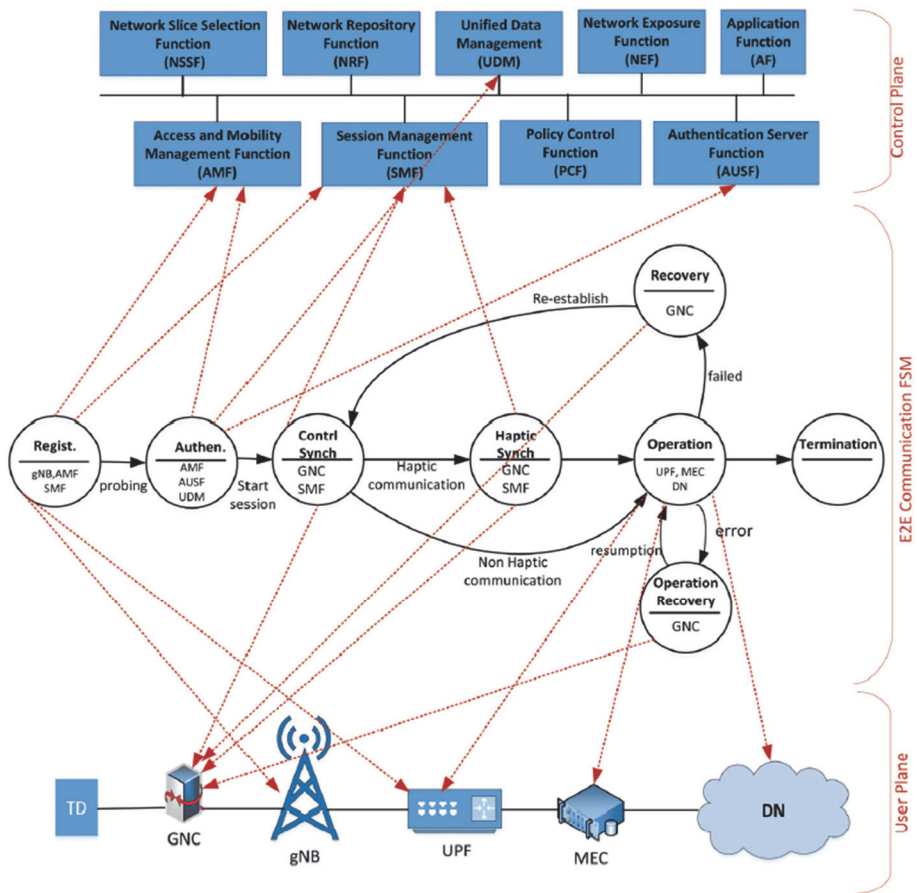 Network Slice Selection
Function
(NSSF)
Network Repository
Function
(NRF)
Unified Data
Management
(UDM)
Network Exposure
Function
(NEF)
Application
Function
(AF)
Access and Mobility
Management Function
(AMF)
Session Management
Function
(SMF)
Policy Control
Function
(PCF)
Authentication Server
Function
(AUSF)
Control Plane
Recovery
GNC
Re-establish
failed
Regist.
gNB,AMF
SMF
probing
Authen.
AMF
AUSF
UDM
Start
session
Contrl
Synch
GNC
SMF
Haptic
communication
Haptic
Synch
GNC
SMF
Operation
UPF, MEC
DN
Termination
Non Haptic
communication
resumption
error
Operation
Recovery
GNC
E2E Communication FSM
TD
GNC
gNB
UPF
MEC
DN
User Plane